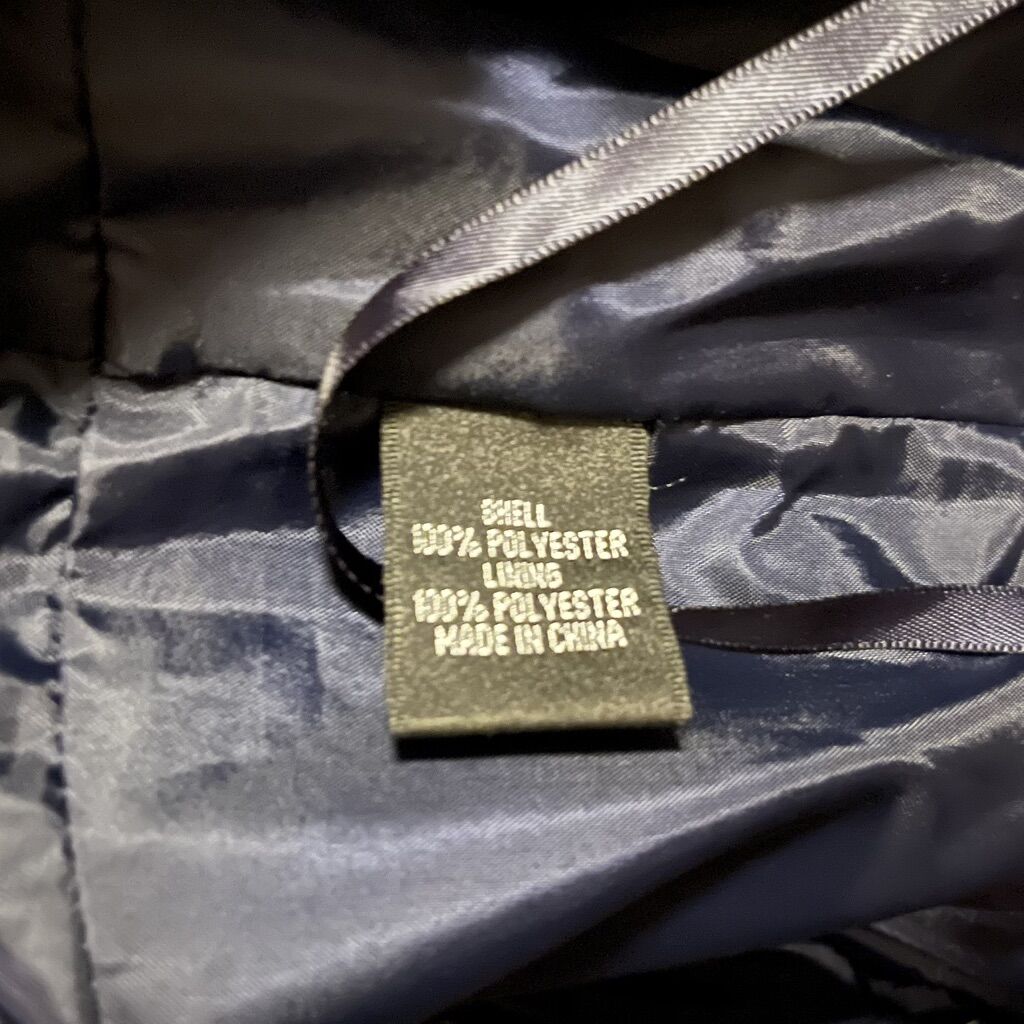 SHELL
100% POLYESTER
LINING
100% POLYESTER
MADE IN CHINA